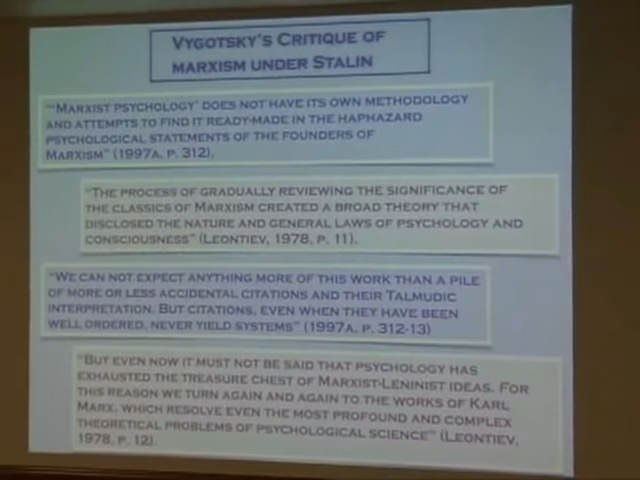 VYGOTSKY'S CRITIQUE OF
MARXISM UNDER STALIN
"'MARXIST PSYCHOLOGY' DOES NOT HAVE ITS OWN METHODOLOGY
AND ATTEMPTS TO FIND IT READY-MADE IN THE HAPHAZARD
PSYCHOLOGICAL STATEMENTS OF THE FOUNDERS OF
MARXISM" (1997A, P. 312),
"THE PROCESS OF GRADUALLY REVIEWING THE SIGNIFICANCE OF
THE CLASSICS OF MARXISM CREATED A BROAD THEORY THAT
DISCLOSED THE NATURE AND GENERAL LAWS OF PSYCHOLOGY AND
CONSCIOUSNESS" (LEONTIEV, 1978, P. 11).
"WE CAN NOT EXPECT ANYTHING MORE OF THIS WORK THAN A PILE
OF MORE OR LESS ACCIDENTAL CITATIONS AND THEIR TALMUDIC
INTERPRETATION. BUT CITATIONS, EVEN WHEN THEY HAVE BEEN
WELL ORDERED, NEVER YIELD SYSTEMS" (1997A, P. 312-13)
"BUT EVEN NOW IT MUST NOT BE SAID THAT PSYCHOLOGY HAS
EXHAUSTED THE TREASURE CHEST OF MARXIST-LENINIST IDEAS. FOR
THIS REASON WE TURN AGAIN AND AGAIN TO THE WORKS OF KARL
MARX, WHICH RESOLVE EVEN THE MOST PROFOUND AND COMPLEX
THEORETICAL PROBLEMS OF PSYCHOLOGICAL SCIENCE" (LEONTIEV,
1978, P. 12).